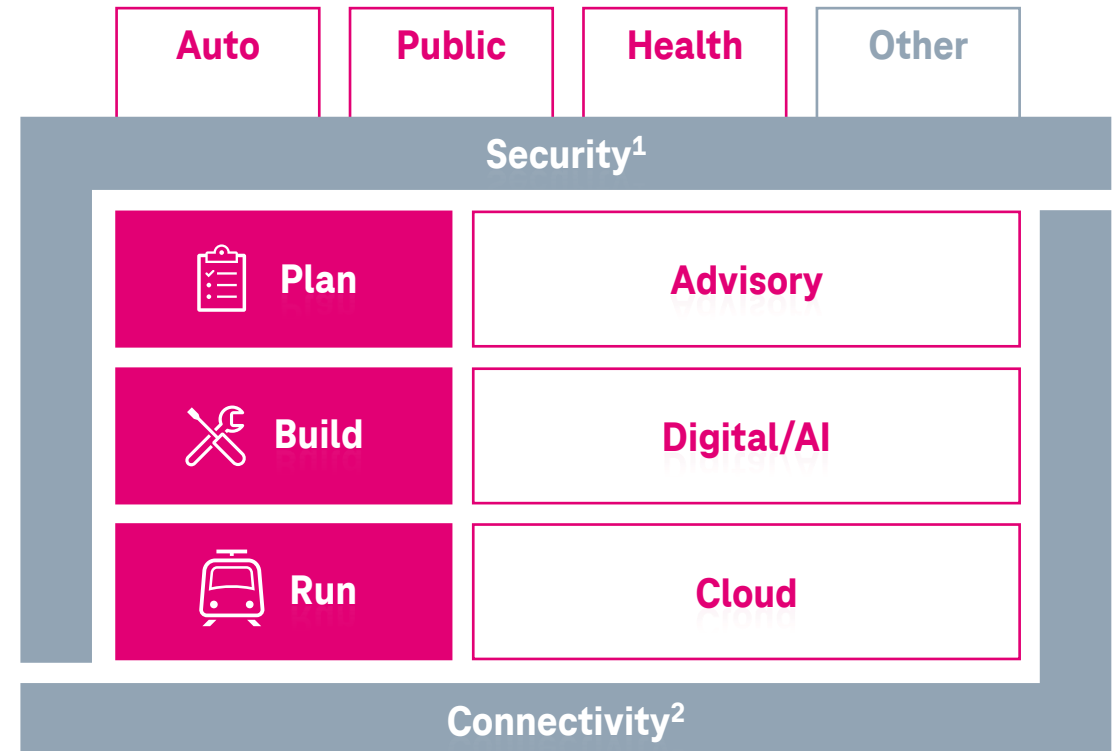 Auto Public Health Other
Security¹
Plan Advisory
Build Digital/AI
Run Cloud
Connectivity²